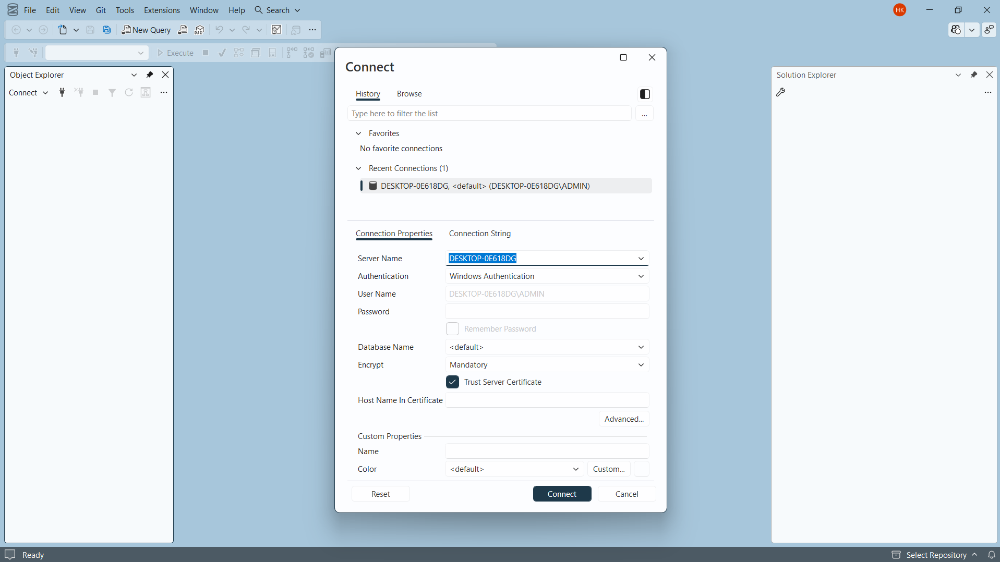 File Edit View Git Tools Extensions Window Help Search
HK
New Query DAX ...
Execute
Object Explorer
Connect ...
Solution Explorer
...
Connect
History Browse
Type here to filter the list ...
Favorites
No favorite connections
Recent Connections (1)
DESKTOP-0E618DG, <default> (DESKTOP-0E618DG\ADMIN)
Connection Properties Connection String
Server Name DESKTOP-0E618DG
Authentication Windows Authentication
User Name DESKTOP-0E618DG\ADMIN
Password
Remember Password
Database Name <default>
Encrypt Mandatory
Trust Server Certificate
Host Name In Certificate
Advanced...
Custom Properties
Name
Color <default> Custom...
Reset Connect Cancel
Ready Select Repository